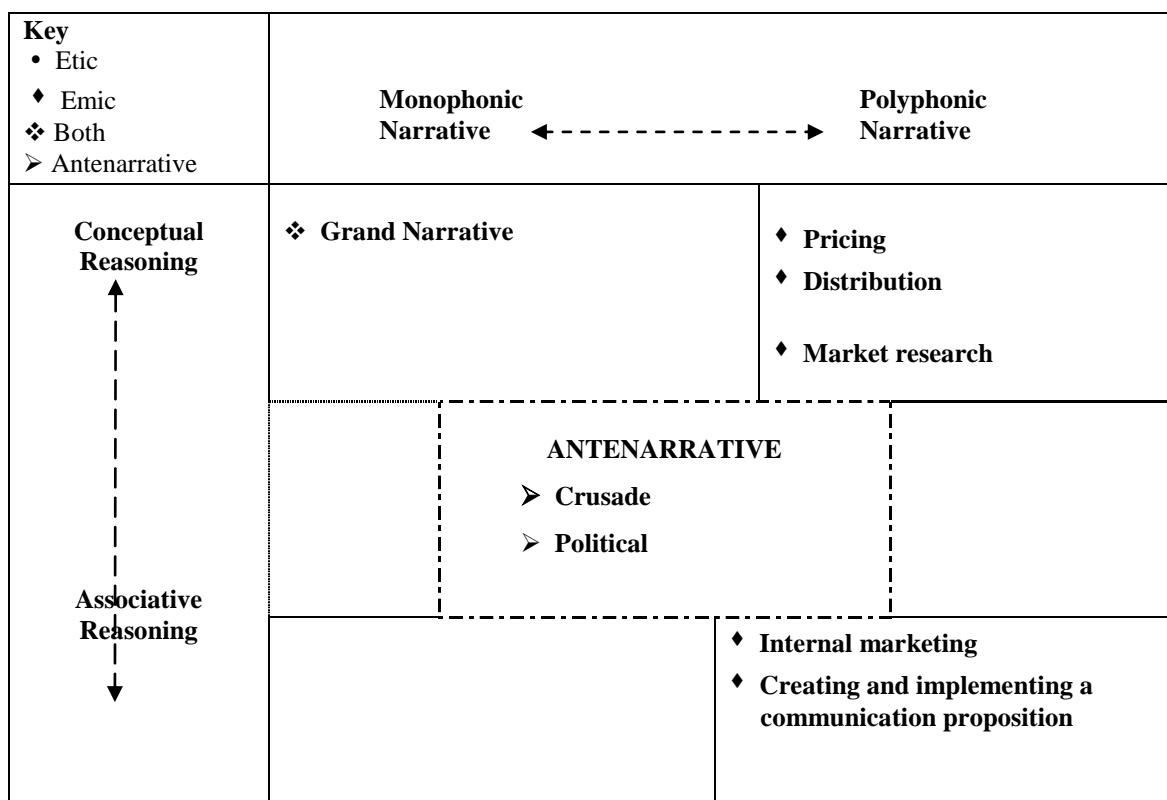 Key
• Etic
♦ Emic
❖ Both
➢ Antenarrative
Monophonic
Narrative
Polyphonic
Narrative
Conceptual
Reasoning
❖ Grand Narrative
♦ Pricing
♦ Distribution
♦ Market research
ANTENARRATIVE
➢ Crusade
➢ Political
Associative
Reasoning
♦ Internal marketing
♦ Creating and implementing a
communication proposition